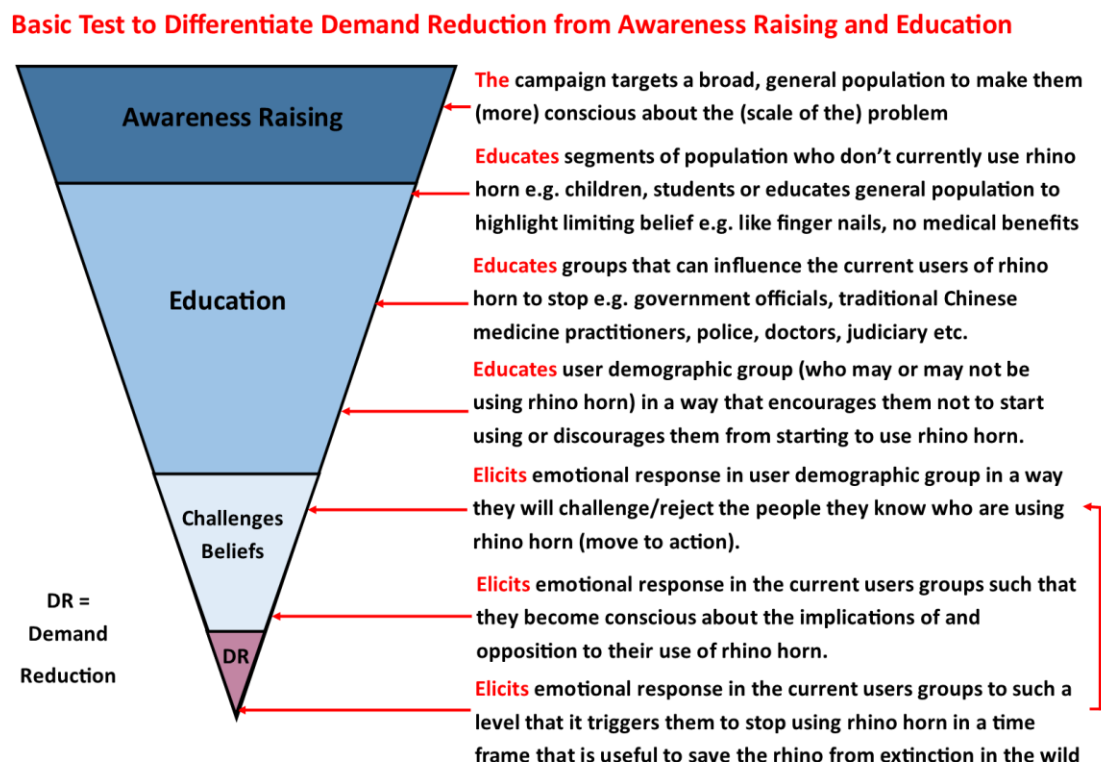 Basic Test to Differentiate Demand Reduction from Awareness Raising and Education
Awareness Raising
Education
Challenges
Beliefs
DR
DR =
Demand
Reduction
The campaign targets a broad, general population to make them
(more) conscious about the (scale of the) problem
Educates segments of population who don't currently use rhino
horn e.g. children, students or educates general population to
highlight limiting belief e.g. like finger nails, no medical benefits
Educates groups that can influence the current users of rhino
horn to stop e.g. government officials, traditional Chinese
medicine practitioners, police, doctors, judiciary etc.
Educates user demographic group (who may or may not be
using rhino horn) in a way that encourages them not to start
using or discourages them from starting to use rhino horn.
Elicits emotional response in user demographic group in a way
they will challenge/reject the people they know who are using
rhino horn (move to action).
Elicits emotional response in the current users groups such that
they become conscious about the implications of and
opposition to their use of rhino horn.
Elicits emotional response in the current users groups to such a
level that it triggers them to stop using rhino horn in a time
frame that is useful to save the rhino from extinction in the wild